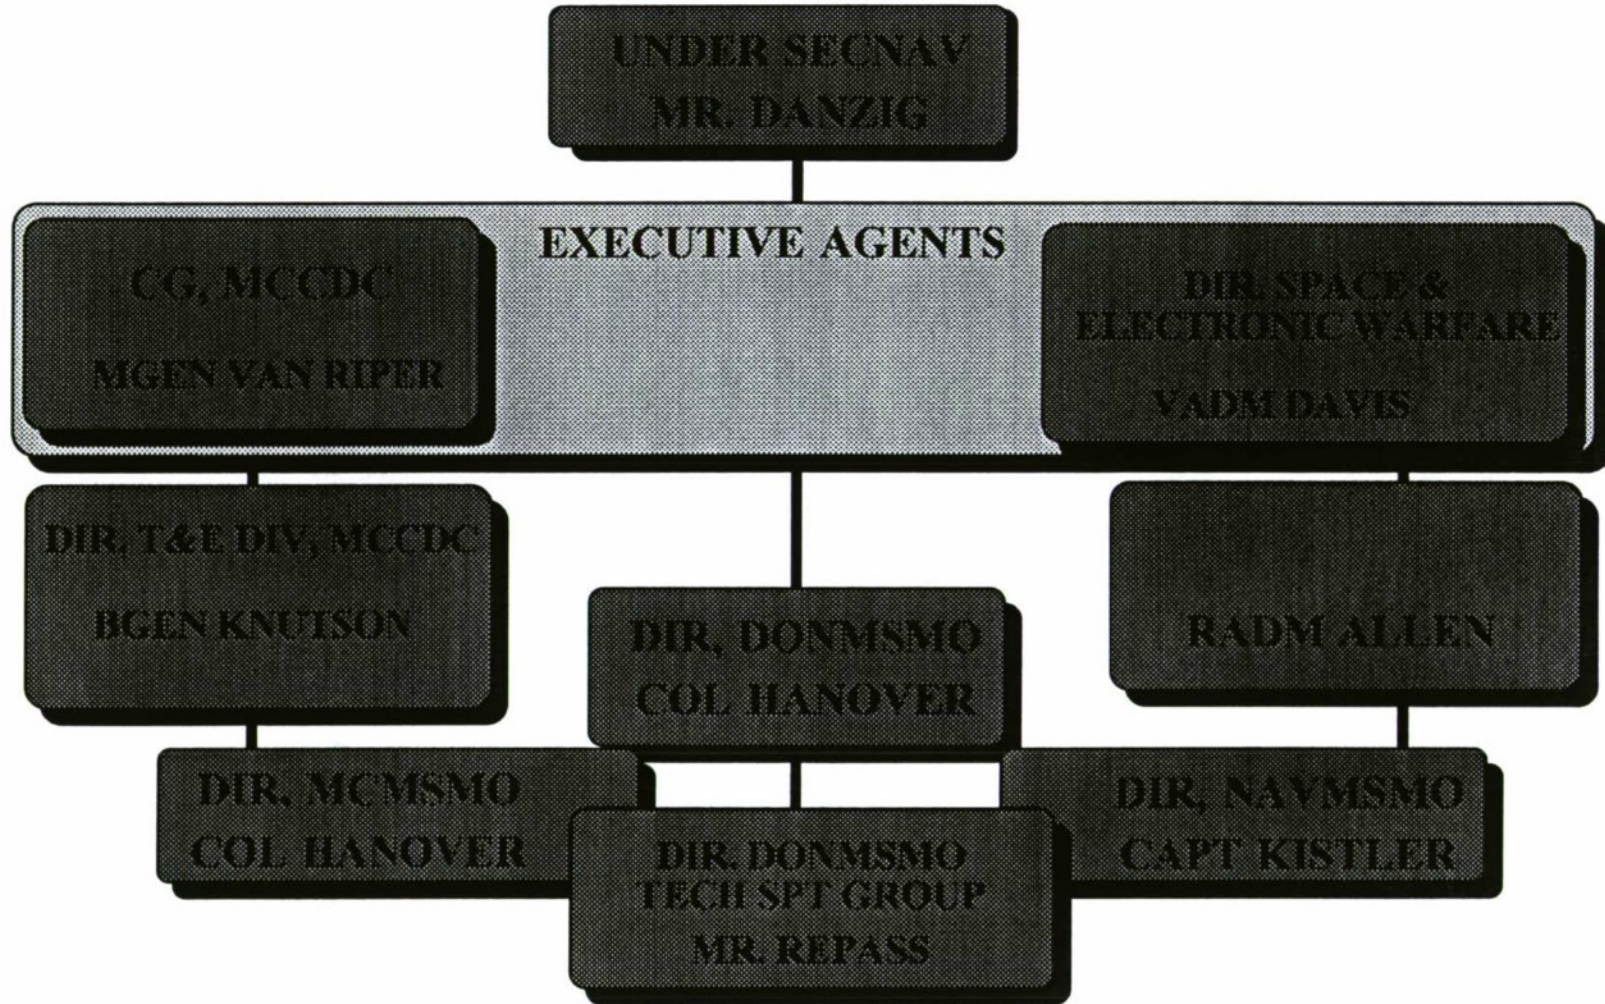 UNDER SECNAV
MR. DANZIG
EXECUTIVE AGENTS
CG, MCCDC
MGEN VAN RIPER
DIR. SPACE &
ELECTRONIC WARFARE
VADM DAVIS
DIR, T&E DIV, MCCDC
BGEN KNUTSON
DIR, DONMSMO
COL HANOVER
RADM ALLEN
DIR, MCMSMO
COL HANOVER
DIR. DONMSMO
TECH SPT GROUP
MR. REPASS
DIR, NAVMSMO
CAPT KISTLER